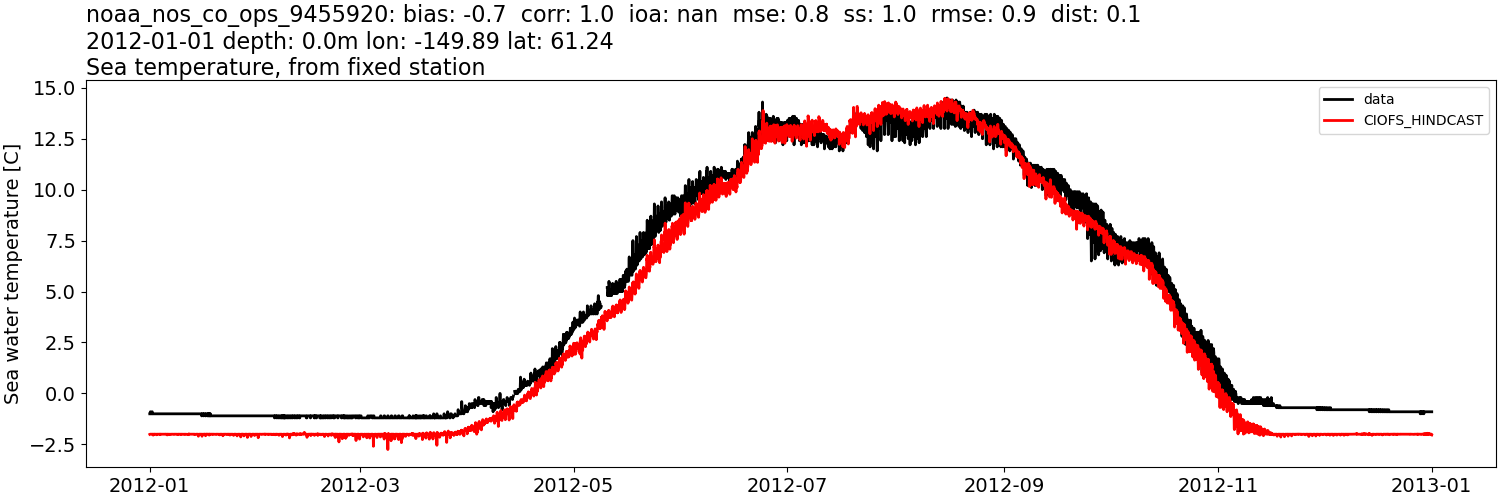 noaa_nos_co_ops_9455920: bias: -0.7  corr: 1.0  ioa: nan  mse: 0.8  ss: 1.0  rmse: 0.9  dist: 0.1
2012-01-01 depth: 0.0m lon: -149.89 lat: 61.24
Sea temperature, from fixed station
Sea water temperature [C]
15.0
12.5
10.0
7.5
5.0
2.5
0.0
−2.5
data
CIOFS_HINDCAST
2012-01
2012-03
2012-05
2012-07
2012-09
2012-11
2013-01